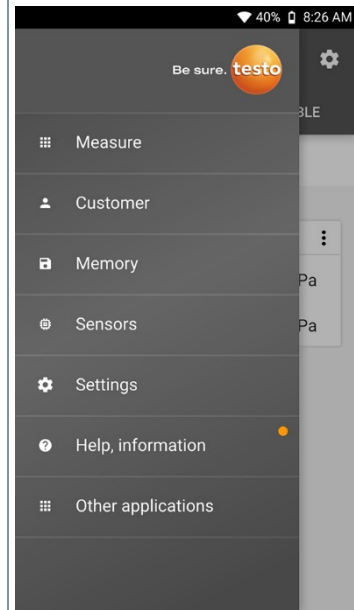 40% 8:26 AM
Be sure. testo
BLE
Measure
Customer
Memory
Pa
Sensors
Pa
Settings
Help, information
Other applications